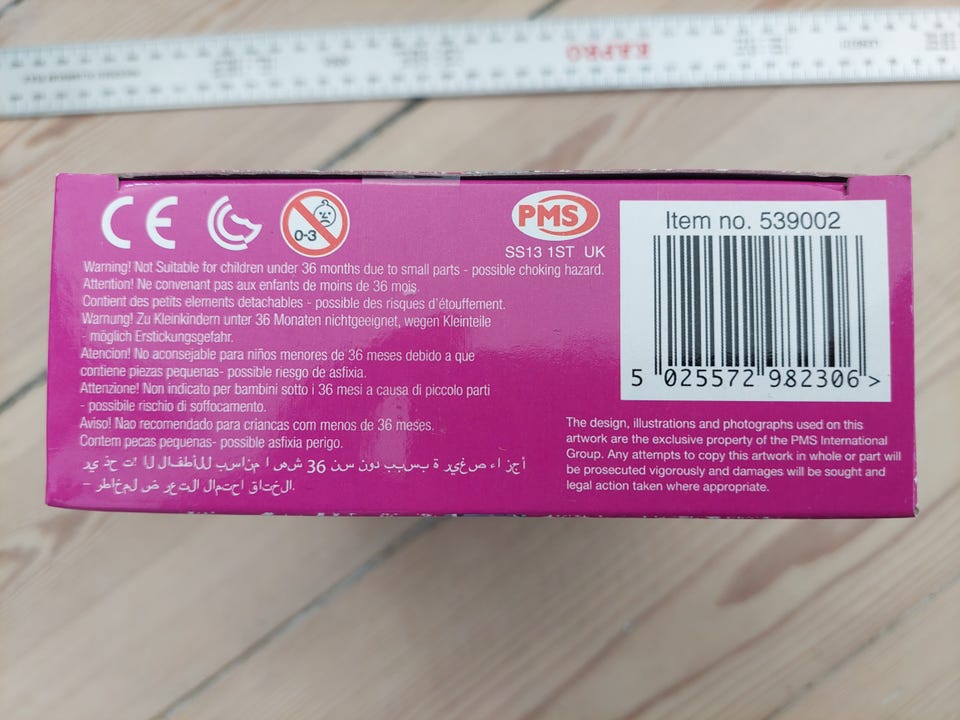 KAPRO
CE
0-3
PMS
SS13 1ST UK
Warning! Not Suitable for children under 36 months due to small parts - possible choking hazard.
Attention! Ne convenant pas aux enfants de moins de 36 mois.
Contient des petits elements detachables - possible des risques d'étouffement.
Warnung! Zu Kleinkindern unter 36 Monaten nichtgeeignet, wegen Kleinteile
- möglich Erstickungsgefahr.
Atencion! No aconsejable para niños menores de 36 meses debido a que
contiene piezas pequenas- possible riesgo de asfixia.
Attenzione! Non indicato per bambini sotto i 36 mesi a causa di piccolo parti
- possibile rischio di soffocamento.
Aviso! Nao recomendado para criancas com menos de 36 meses.
Contem pecas pequenas- possible asfixia perigo.
36
Item no. 539002
5 025572 982306 >
The design, illustrations and photographs used on this
artwork are the exclusive property of the PMS International
Group. Any attempts to copy this artwork in whole or part will
be prosecuted vigorously and damages will be sought and
legal action taken where appropriate.